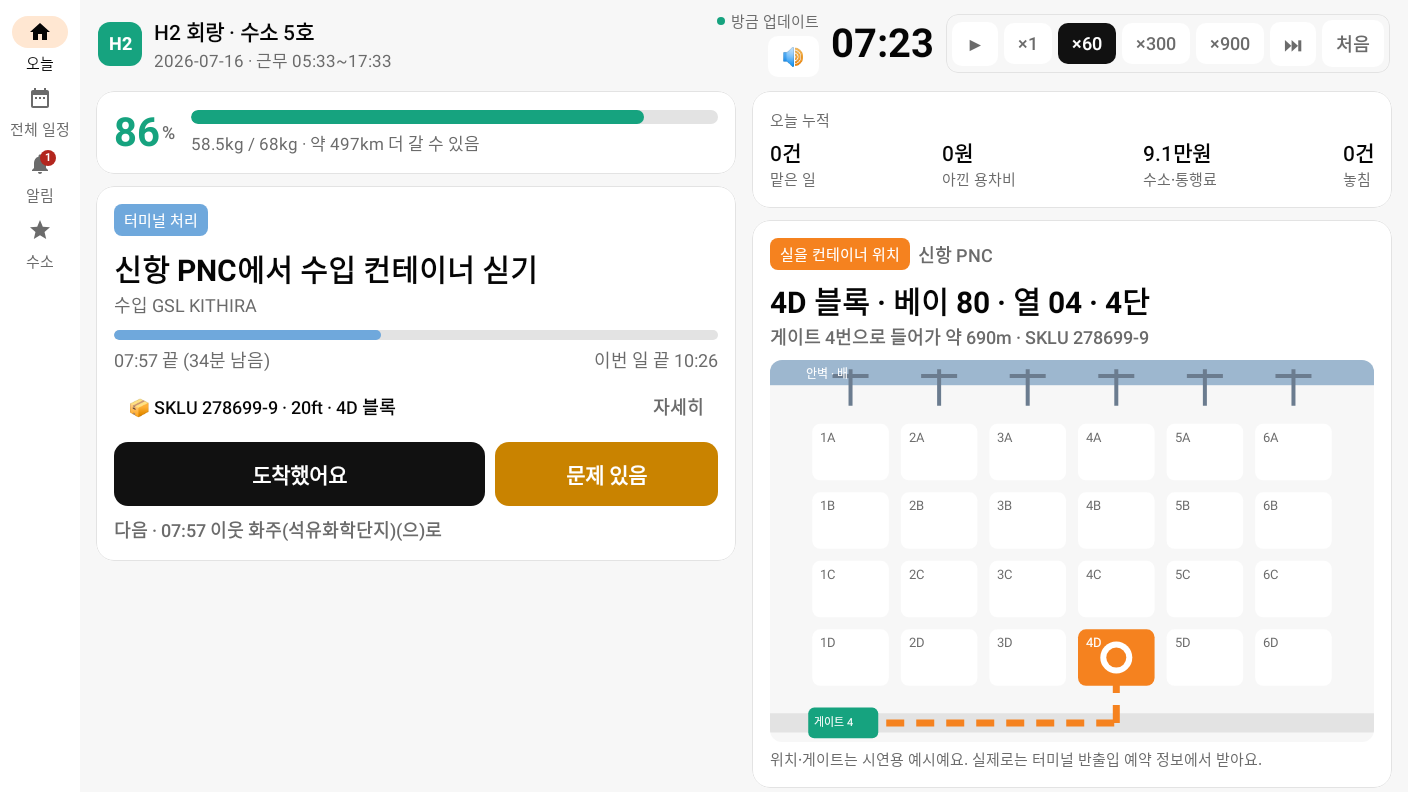 오늘
전체 일정
1
알림
수소
H2
H2 회랑 · 수소 5호
2026-07-16 · 근무 05:33~17:33
방금 업데이트
07:23
×1
×60
×300
×900
처음
86%
58.5kg / 68kg · 약 497km 더 갈 수 있음
터미널 처리
신항 PNC에서 수입 컨테이너 싣기
수입 GSL KITHIRA
07:57 끝 (34분 남음)
이번 일 끝 10:26
SKLU 278699-9 · 20ft · 4D 블록
자세히
도착했어요
문제 있음
다음 · 07:57 이웃 화주(석유화학단지)(으)로
오늘 누적
0건 0원 9.1만원 0건
맡은 일 아낀 용차비 수소·통행료 놓침
실을 컨테이너 위치
신항 PNC
4D 블록 · 베이 80 · 열 04 · 4단
게이트 4번으로 들어가 약 690m · SKLU 278699-9
안벽 · 배
1A 2A 3A 4A 5A 6A
1B 2B 3B 4B 5B 6B
1C 2C 3C 4C 5C 6C
1D 2D 3D 4D 5D 6D
게이트 4
위치·게이트는 시연용 예시예요. 실제로는 터미널 반출입 예약 정보에서 받아요.